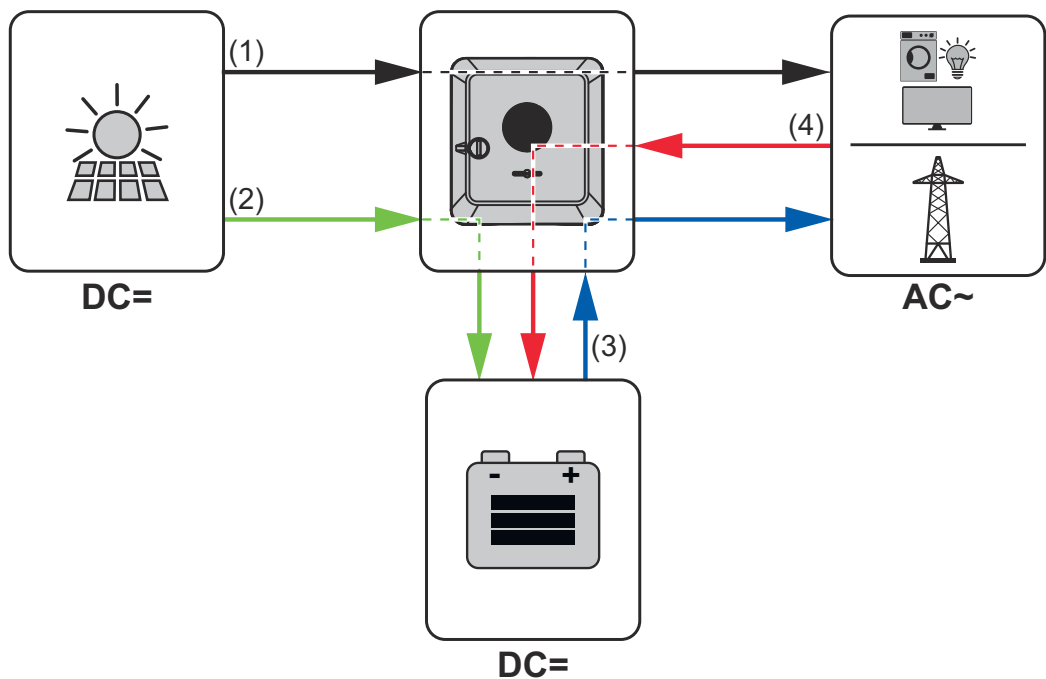 (1)
(4)
(2)
DC=
AC~
(3)
- +
DC=